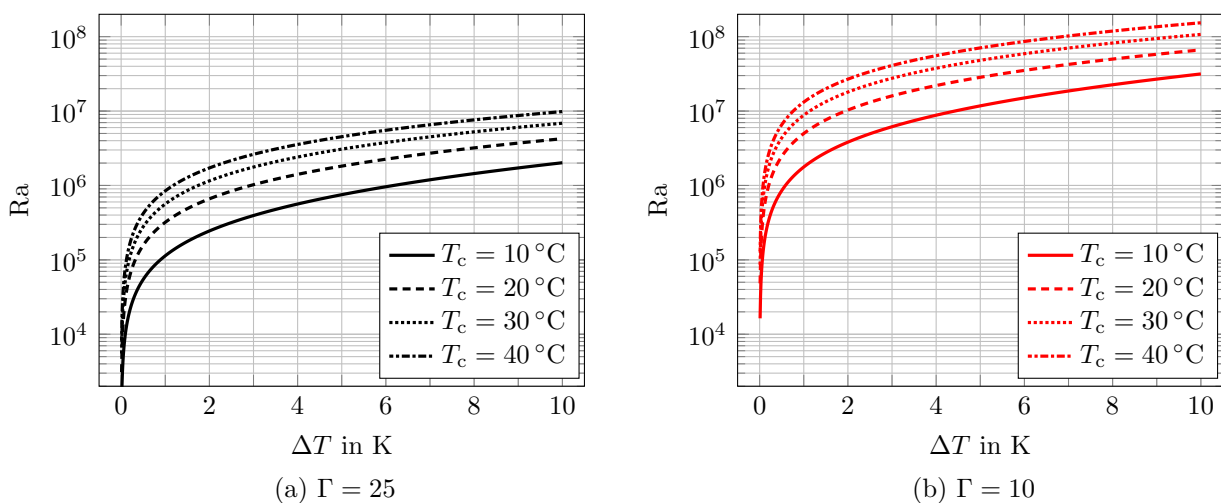 10^8
10^7
10^6
10^5
10^4
Ra
T_c = 10 °C
T_c = 20 °C
T_c = 30 °C
T_c = 40 °C
0 2 4 6 8 10
ΔT in K
(a) Γ = 25
10^8
10^7
10^6
10^5
10^4
Ra
T_c = 10 °C
T_c = 20 °C
T_c = 30 °C
T_c = 40 °C
0 2 4 6 8 10
ΔT in K
(b) Γ = 10